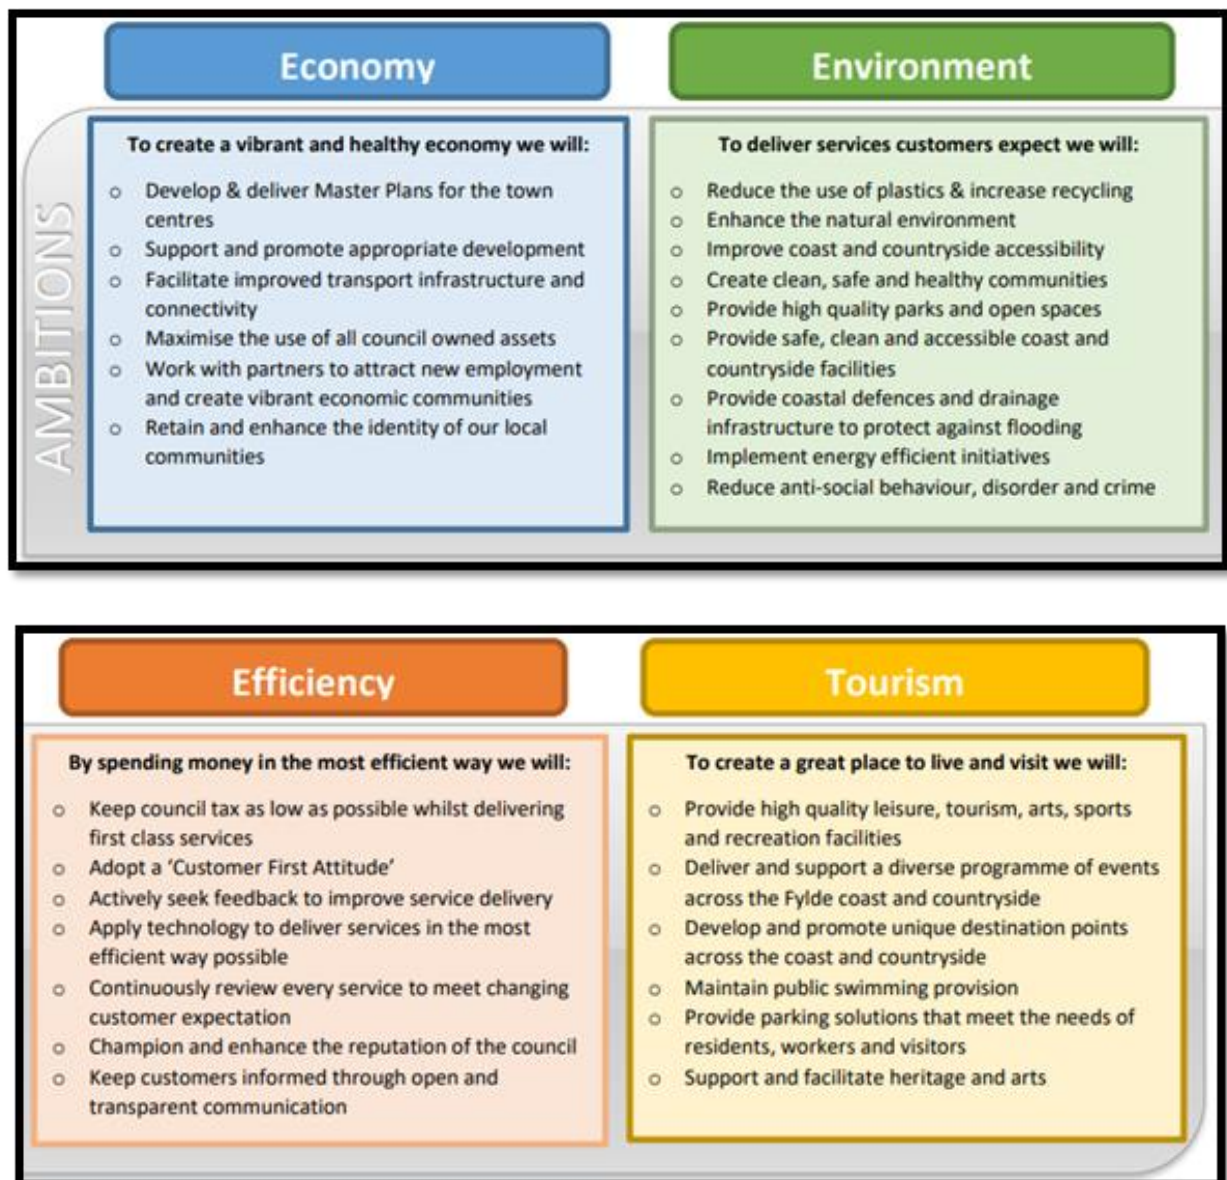 Economy
Environment
AMBITIONS
To create a vibrant and healthy economy we will:
o Develop & deliver Master Plans for the town
centres
o Support and promote appropriate development
o Facilitate improved transport infrastructure and
connectivity
o Maximise the use of all council owned assets
o Work with partners to attract new employment
and create vibrant economic communities
o Retain and enhance the identity of our local
communities
To deliver services customers expect we will:
o Reduce the use of plastics & increase recycling
o Enhance the natural environment
o Improve coast and countryside accessibility
o Create clean, safe and healthy communities
o Provide high quality parks and open spaces
o Provide safe, clean and accessible coast and
countryside facilities
o Provide coastal defences and drainage
infrastructure to protect against flooding
o Implement energy efficient initiatives
o Reduce anti-social behaviour, disorder and crime
Efficiency
Tourism
By spending money in the most efficient way we will:
o Keep council tax as low as possible whilst delivering
first class services
o Adopt a ‘Customer First Attitude’
o Actively seek feedback to improve service delivery
o Apply technology to deliver services in the most
efficient way possible
o Continuously review every service to meet changing
customer expectation
o Champion and enhance the reputation of the council
o Keep customers informed through open and
transparent communication
To create a great place to live and visit we will:
o Provide high quality leisure, tourism, arts, sports
and recreation facilities
o Deliver and support a diverse programme of events
across the Fylde coast and countryside
o Develop and promote unique destination points
across the coast and countryside
o Maintain public swimming provision
o Provide parking solutions that meet the needs of
residents, workers and visitors
o Support and facilitate heritage and arts